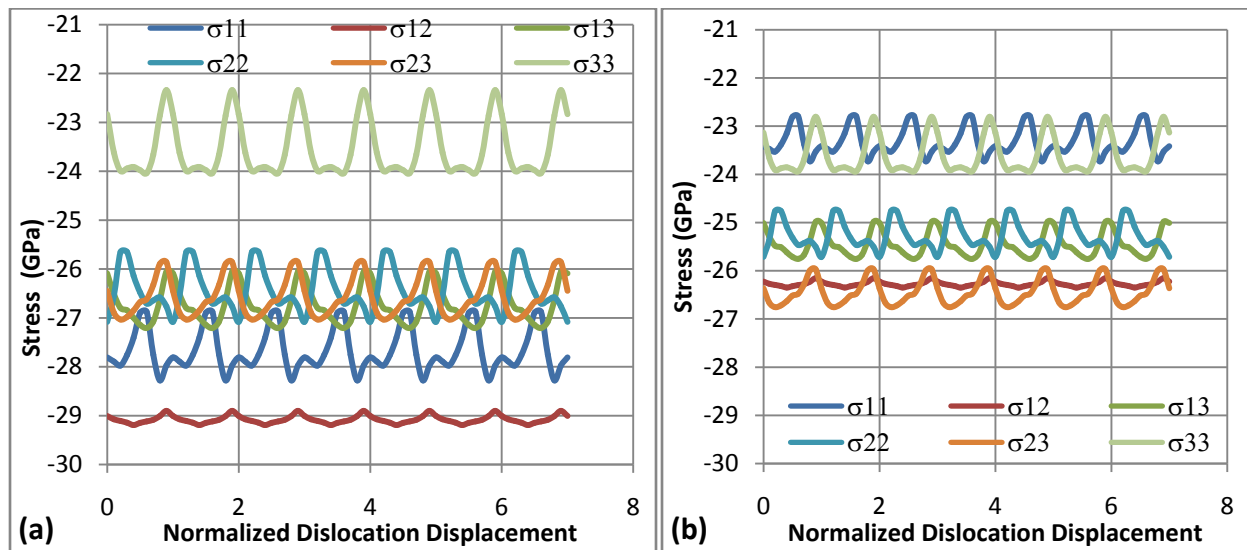 σ11 σ12 σ13
σ22 σ23 σ33
-21
-22
-23
-24
-25
-26
-27
-28
-29
-30
Stress (GPa)
0 2 4 6 8
Normalized Dislocation Displacement
(a)
-21
-22
-23
-24
-25
-26
-27
-28
-29
-30
Stress (GPa)
σ11 σ12 σ13
σ22 σ23 σ33
0 2 4 6 8
Normalized Dislocation Displacement
(b)